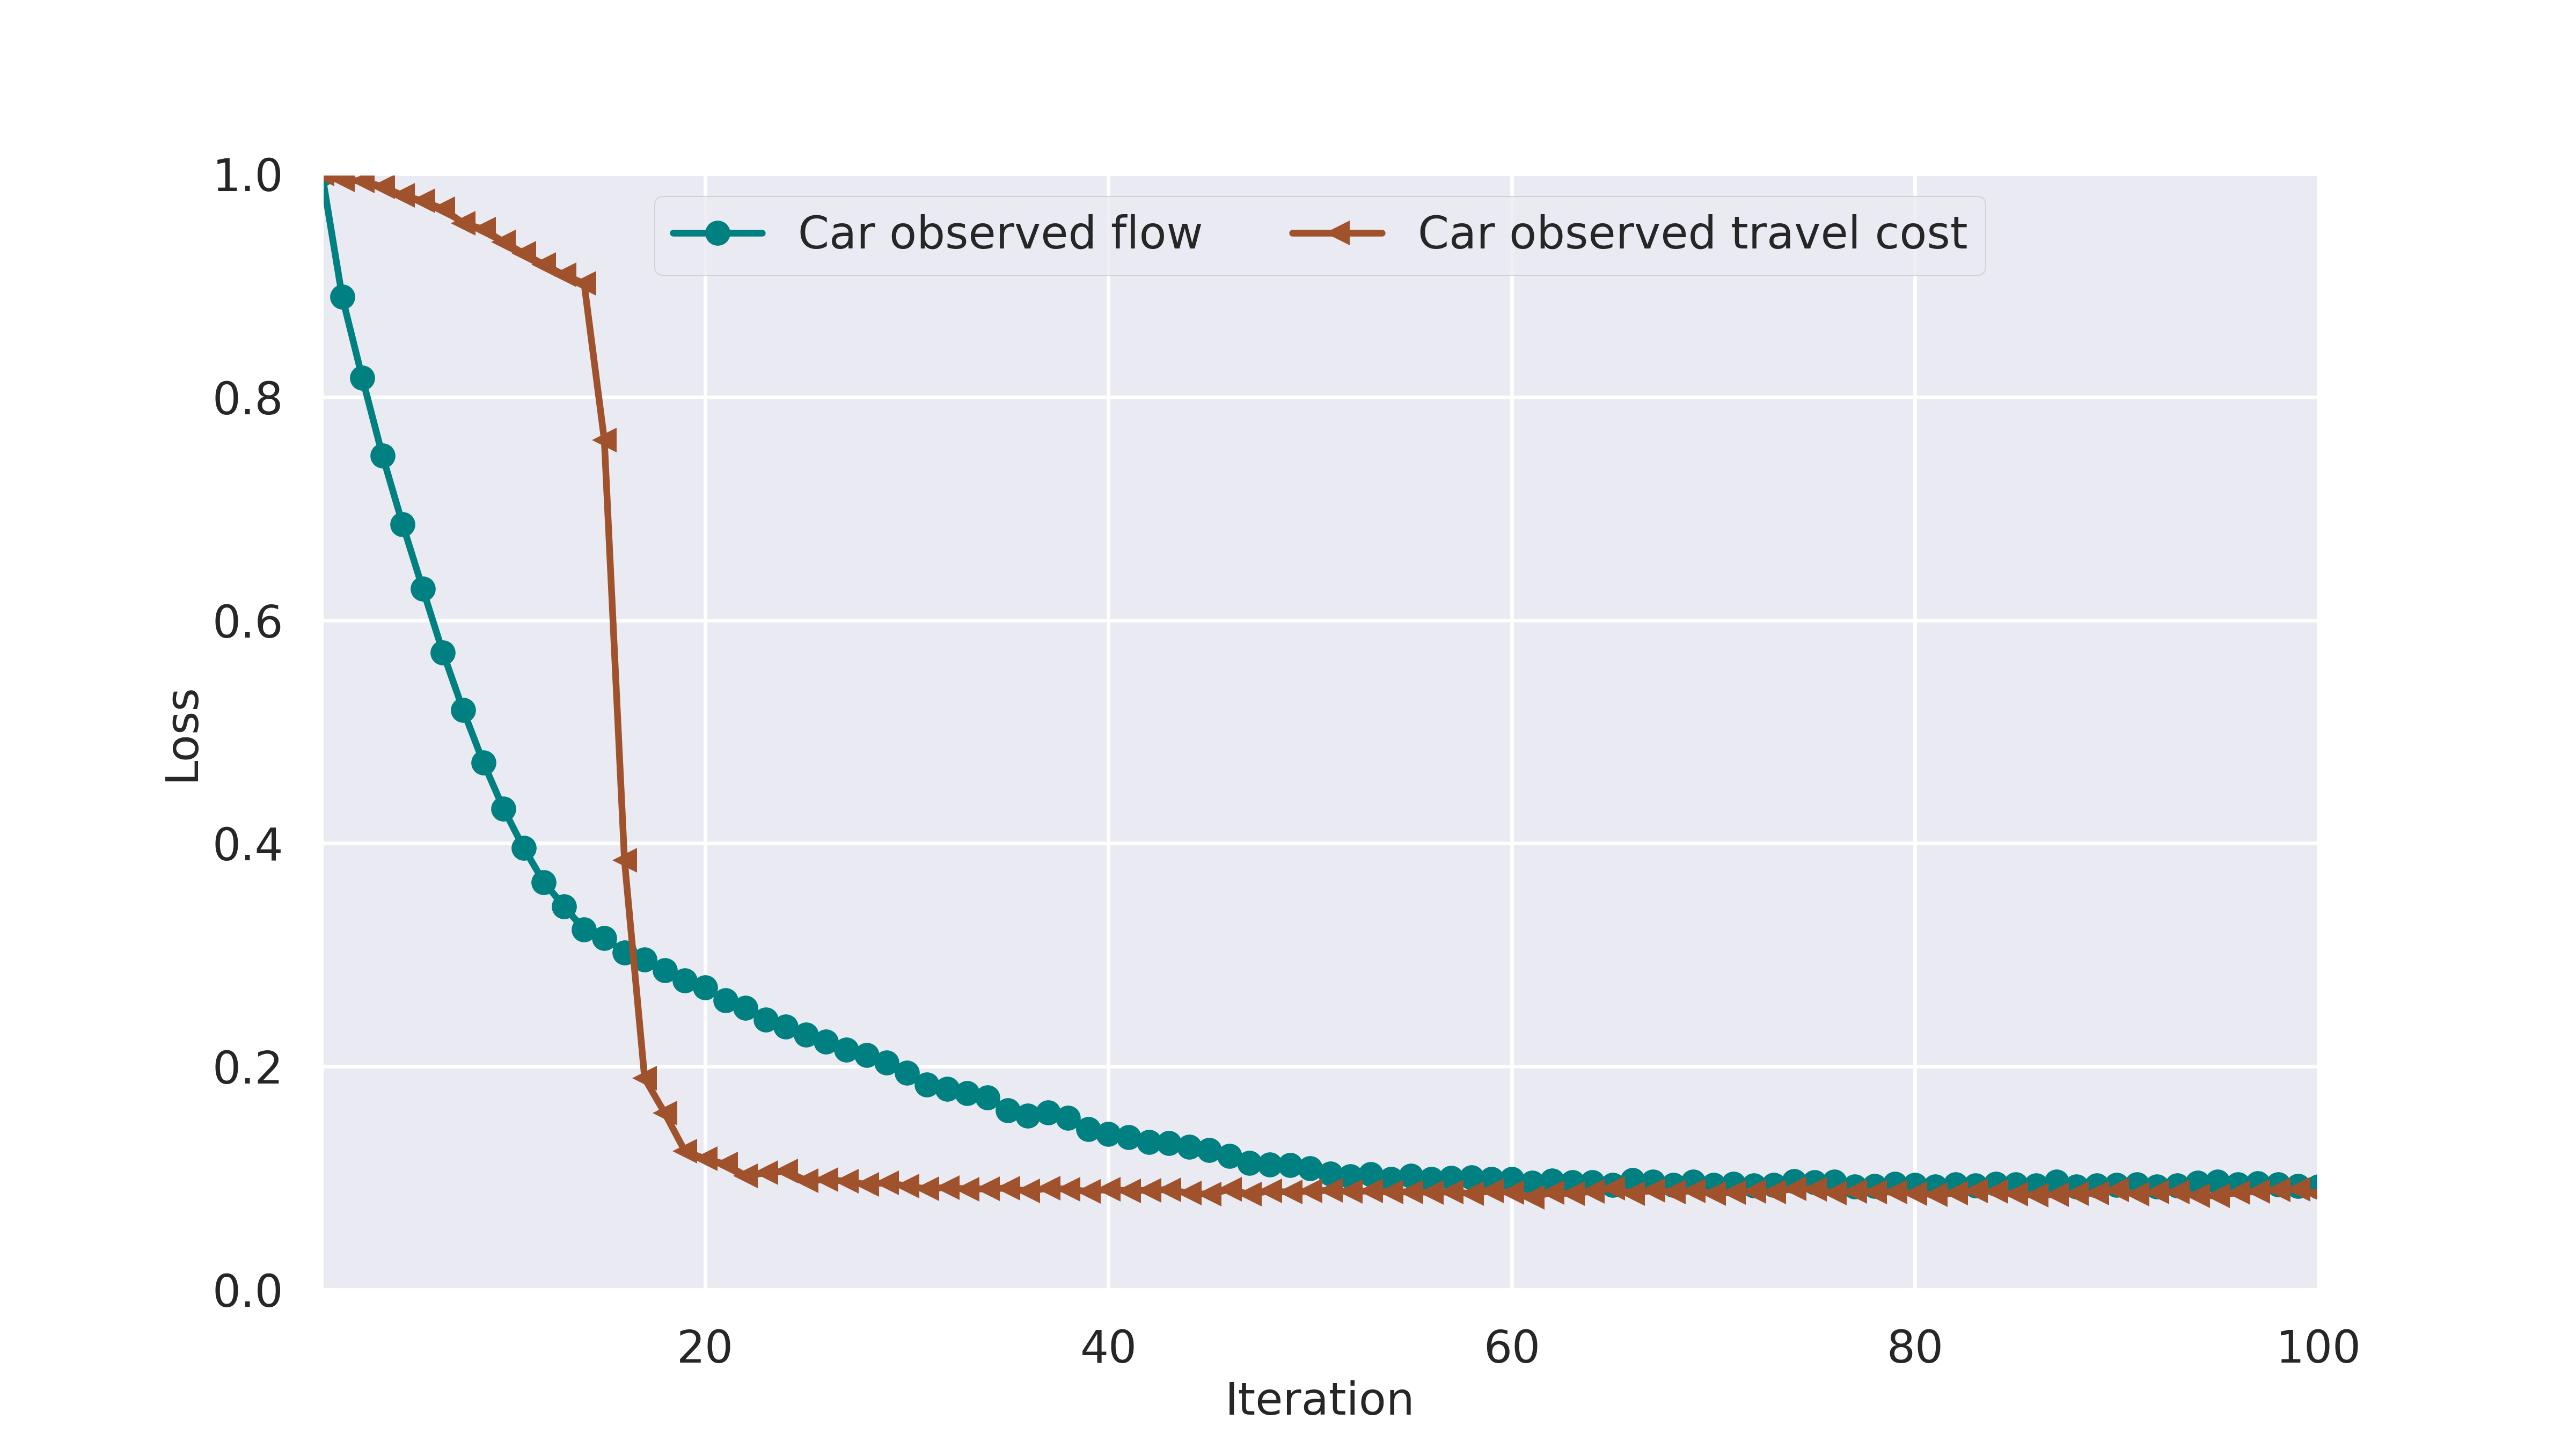 1.0
0.8
0.6
0.4
0.2
0.0
Loss
Car observed flow
Car observed travel cost
20 40 60 80 100
Iteration